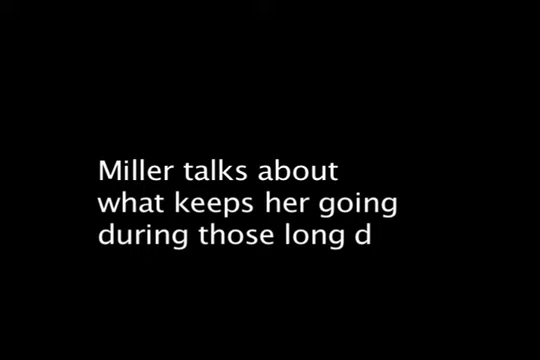 Miller talks about
what keeps her going
during those long d